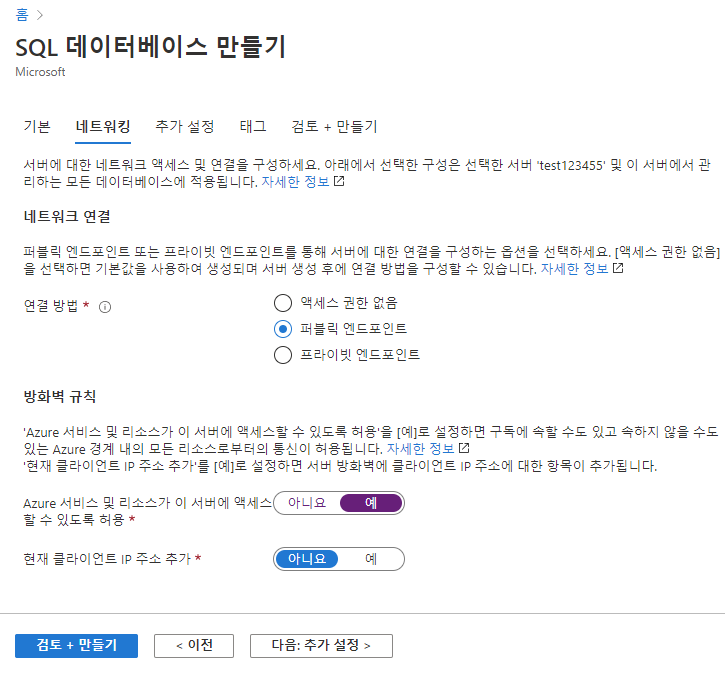 홈 >
SQL 데이터베이스 만들기
Microsoft
기본 네트워킹 추가 설정 태그 검토 + 만들기
서버에 대한 네트워크 액세스 및 연결을 구성하세요. 아래에서 선택한 구성은 선택한 서버 'test123455' 및 이 서버에서 관
리하는 모든 데이터베이스에 적용됩니다. 자세한 정보
네트워크 연결
퍼블릭 엔드포인트 또는 프라이빗 엔드포인트를 통해 서버에 대한 연결을 구성하는 옵션을 선택하세요. [액세스 권한 없음]
을 선택하면 기본값을 사용하여 생성되며 서버 생성 후에 연결 방법을 구성할 수 있습니다. 자세한 정보
연결 방법 *
액세스 권한 없음
퍼블릭 엔드포인트
프라이빗 엔드포인트
방화벽 규칙
'Azure 서비스 및 리소스가 이 서버에 액세스할 수 있도록 허용'을 [예]로 설정하면 구독에 속할 수도 있고 속하지 않을 수도
있는 Azure 경계 내의 모든 리소스로부터의 통신이 허용됩니다. 자세한 정보
'현재 클라이언트 IP 주소 추가'를 [예]로 설정하면 서버 방화벽에 클라이언트 IP 주소에 대한 항목이 추가됩니다.
Azure 서비스 및 리소스가 이 서버에 액세스 아니요 예
할 수 있도록 허용 *
현재 클라이언트 IP 주소 추가 * 아니요 예
검토 + 만들기 < 이전 다음: 추가 설정 >